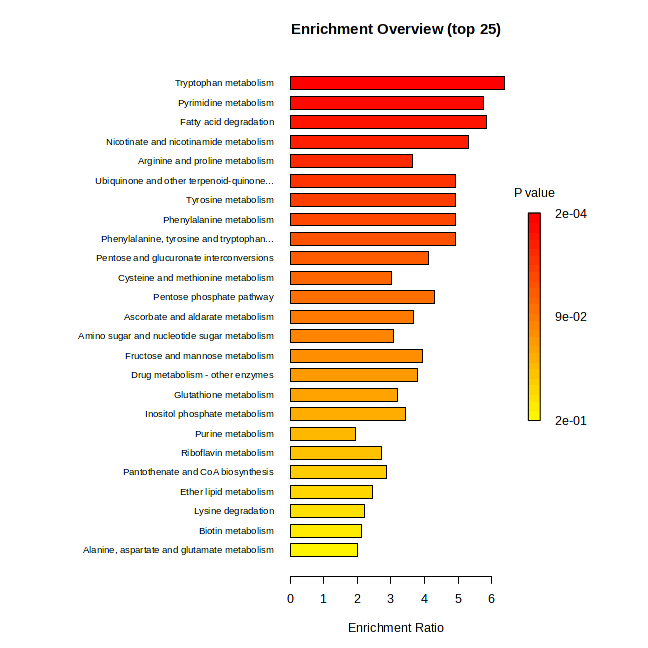 Enrichment Overview (top 25)
Tryptophan metabolism
Pyrimidine metabolism
Fatty acid degradation
Nicotinate and nicotinamide metabolism
Arginine and proline metabolism
Ubiquinone and other terpenoid-quinone...
Tyrosine metabolism
Phenylalanine metabolism
Phenylalanine, tyrosine and tryptophan...
Pentose and glucuronate interconversions
Cysteine and methionine metabolism
Pentose phosphate pathway
Ascorbate and aldarate metabolism
Amino sugar and nucleotide sugar metabolism
Fructose and mannose metabolism
Drug metabolism - other enzymes
Glutathione metabolism
Inositol phosphate metabolism
Purine metabolism
Riboflavin metabolism
Pantothenate and CoA biosynthesis
Ether lipid metabolism
Lysine degradation
Biotin metabolism
Alanine, aspartate and glutamate metabolism
0 1 2 3 4 5 6
Enrichment Ratio
P value
2e-04
9e-02
2e-01